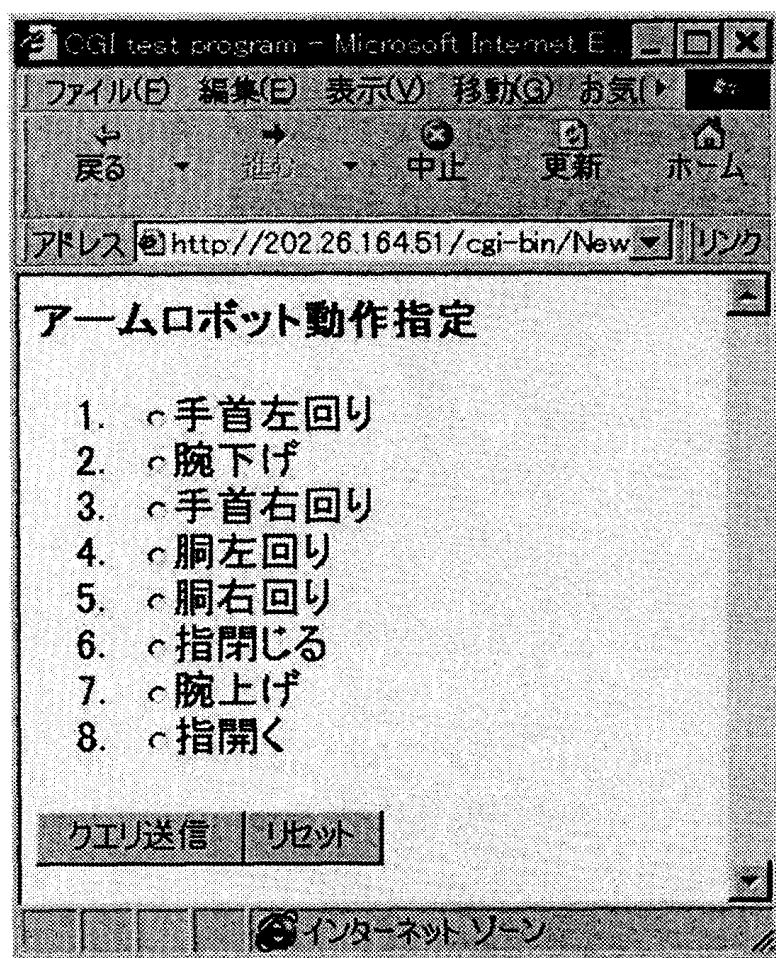 CGI test program - Microsoft Internet E...
ファイル(F) 編集(E) 表示(V) 移動(G) お気(
戻る 進む 中止 更新 ホーム
アドレス http://202.26.164.51/cgi-bin/New リンク
アームロボット動作指定
1. 手首左回り
2. 腕下げ
3. 手首右回り
4. 胴左回り
5. 胴右回り
6. 指閉じる
7. 腕上げ
8. 指開く
クエリ送信 リセット
インターネット ゾーン